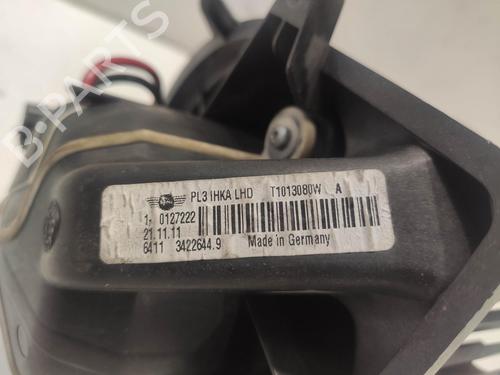 B-PARTS
PL3 IHKA LHD T1013080W A
1- 0127222
21.11.11
6411 3422644.9 Made in Germany